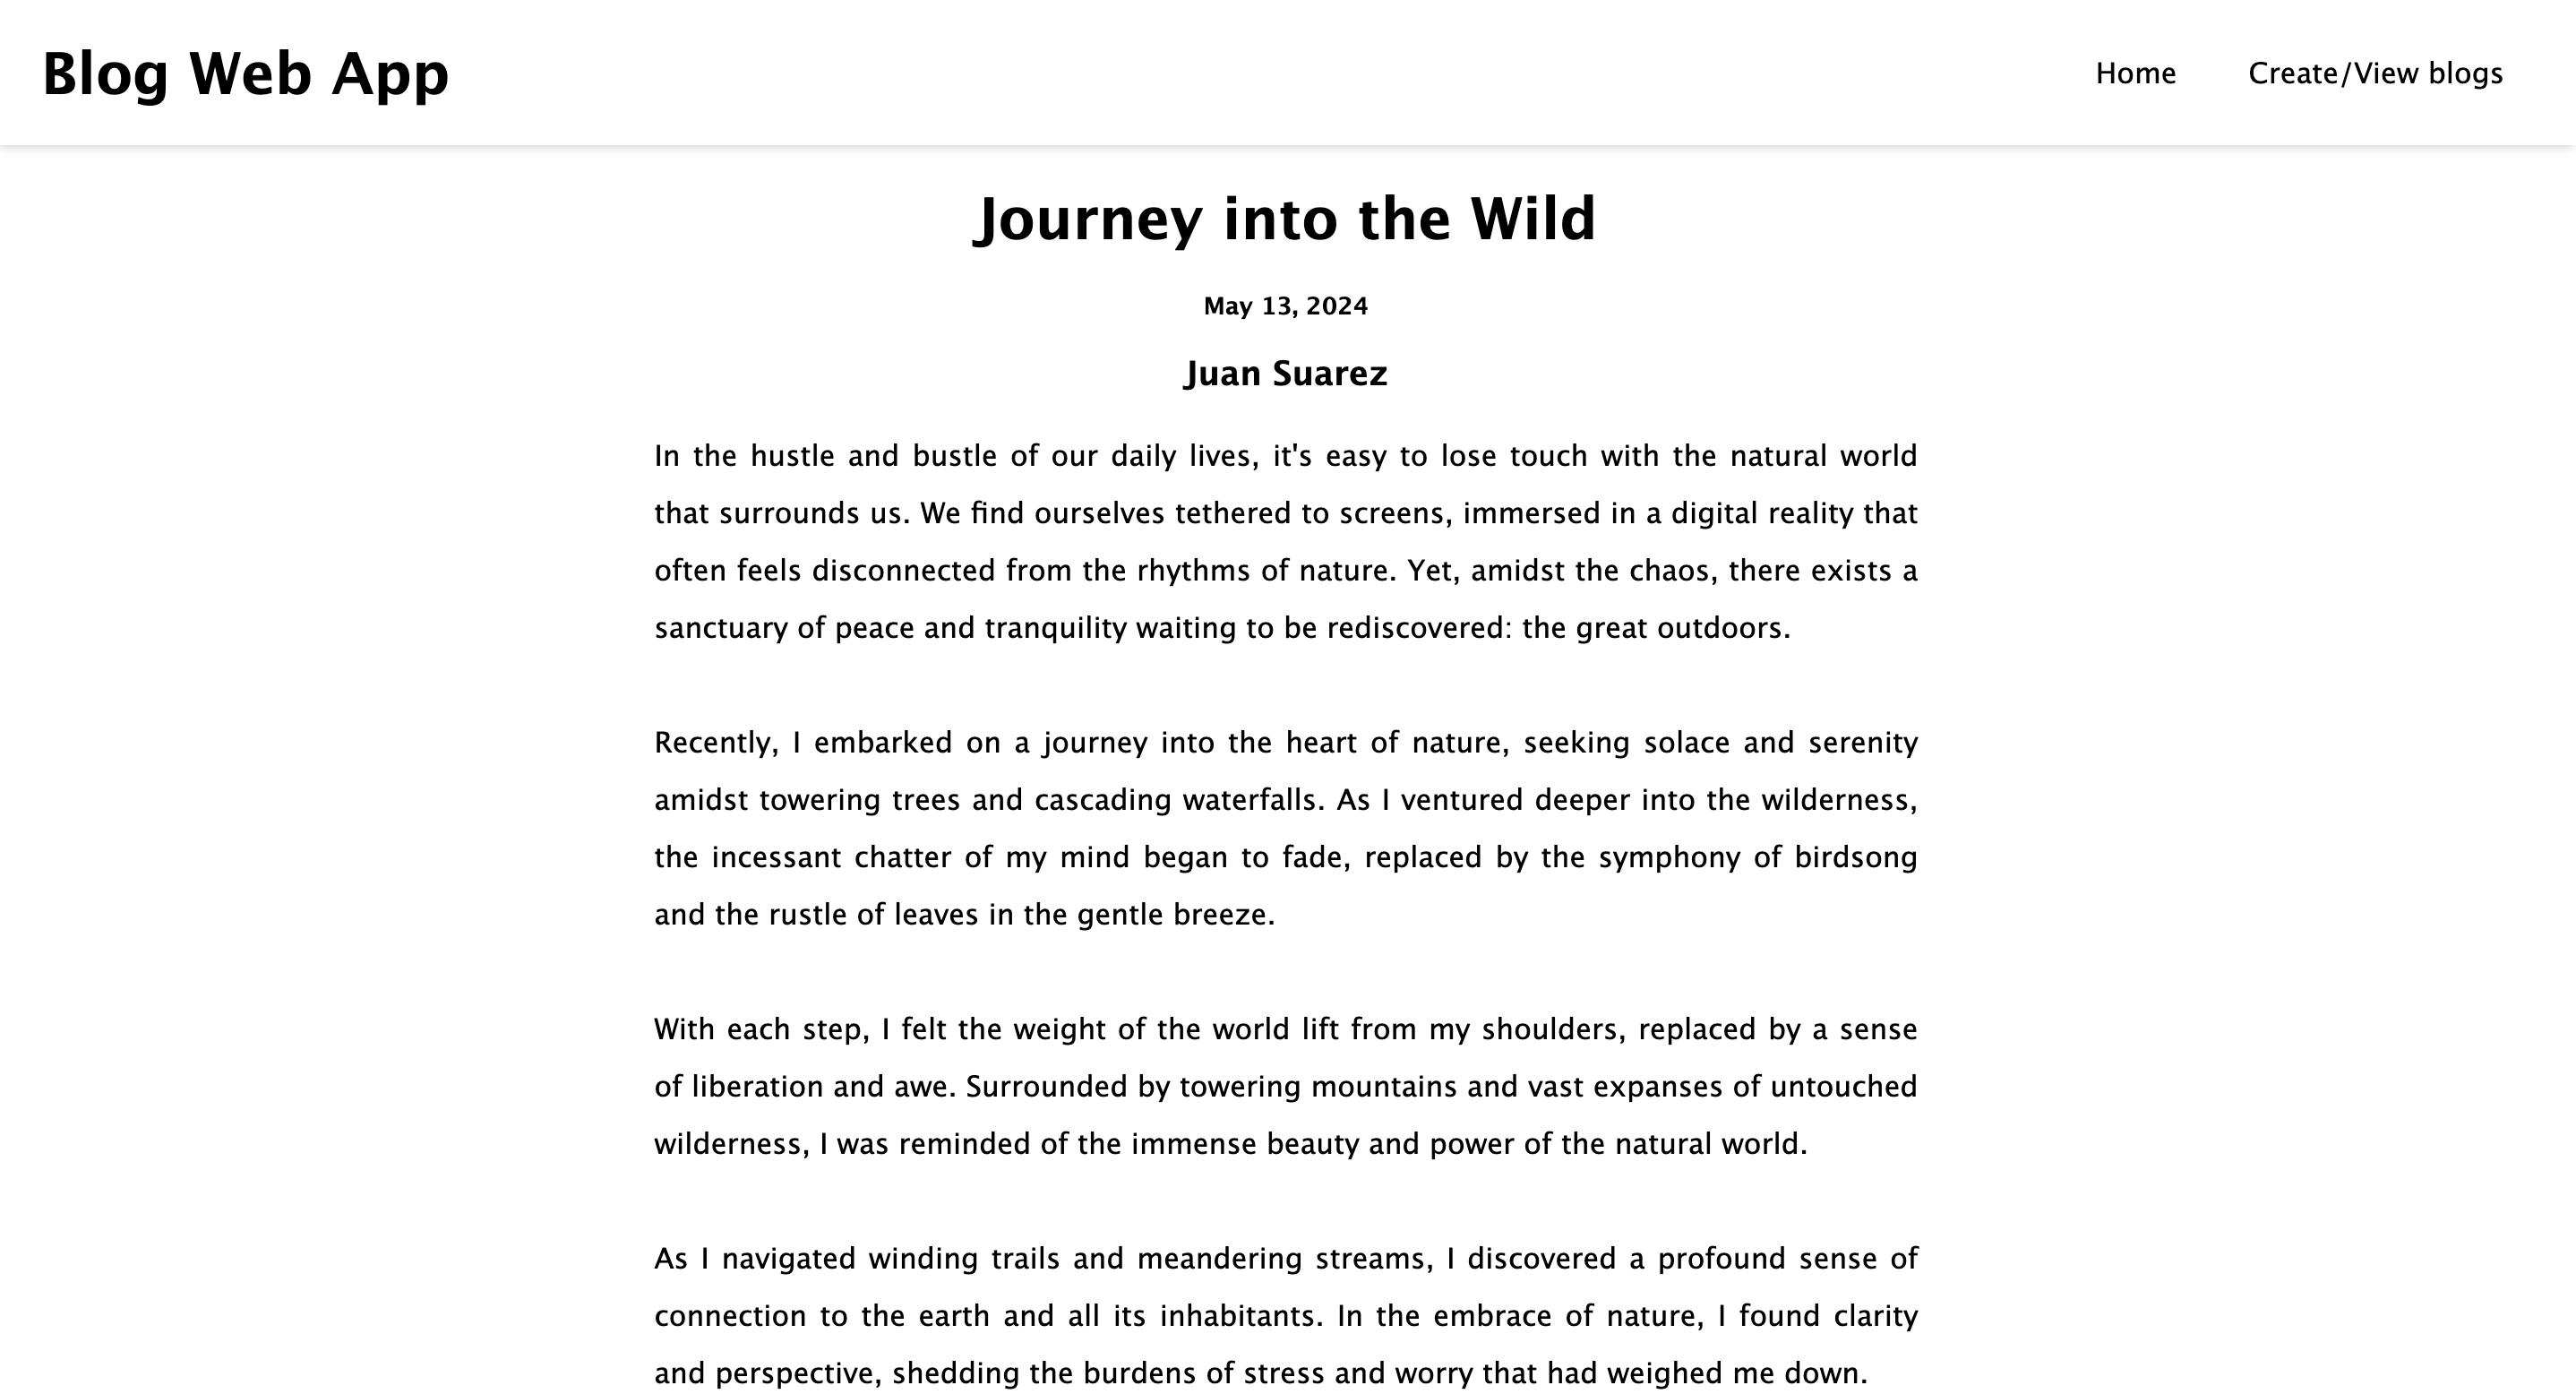 Blog Web App
Home
Create/View blogs
Journey into the Wild
May 13, 2024
Juan Suarez
In the hustle and bustle of our daily lives, it's easy to lose touch with the natural world
that surrounds us. We find ourselves tethered to screens, immersed in a digital reality that
often feels disconnected from the rhythms of nature. Yet, amidst the chaos, there exists a
sanctuary of peace and tranquility waiting to be rediscovered: the great outdoors.
Recently, I embarked on a journey into the heart of nature, seeking solace and serenity
amidst towering trees and cascading waterfalls. As I ventured deeper into the wilderness,
the incessant chatter of my mind began to fade, replaced by the symphony of birdsong
and the rustle of leaves in the gentle breeze.
With each step, I felt the weight of the world lift from my shoulders, replaced by a sense
of liberation and awe. Surrounded by towering mountains and vast expanses of untouched
wilderness, I was reminded of the immense beauty and power of the natural world.
As I navigated winding trails and meandering streams, I discovered a profound sense of
connection to the earth and all its inhabitants. In the embrace of nature, I found clarity
and perspective, shedding the burdens of stress and worry that had weighed me down.